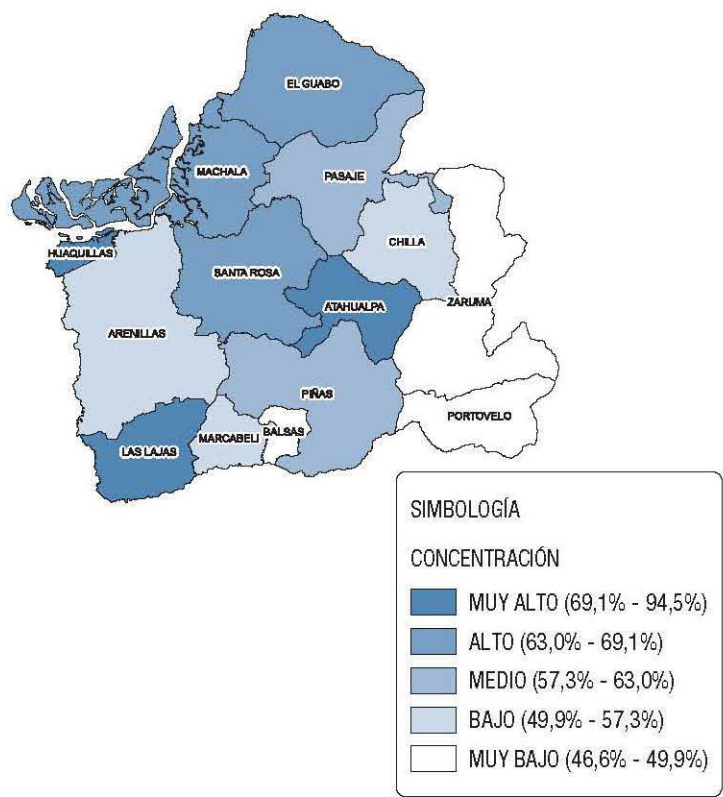 EL GUABO
MACHALA
PASAJE
CHILLA
HUAQUILLAS
SANTA ROSA
ATAHUALPA
ZARUMA
ARENILLAS
PIÑAS
PORTOVELO
MARCABELI
BALSAS
LAS LAJAS
SIMBOLOGÍA
CONCENTRACIÓN
MUY ALTO (69,1% - 94,5%)
ALTO (63,0% - 69,1%)
MEDIO (57,3% - 63,0%)
BAJO (49,9% - 57,3%)
MUY BAJO (46,6% - 49,9%)